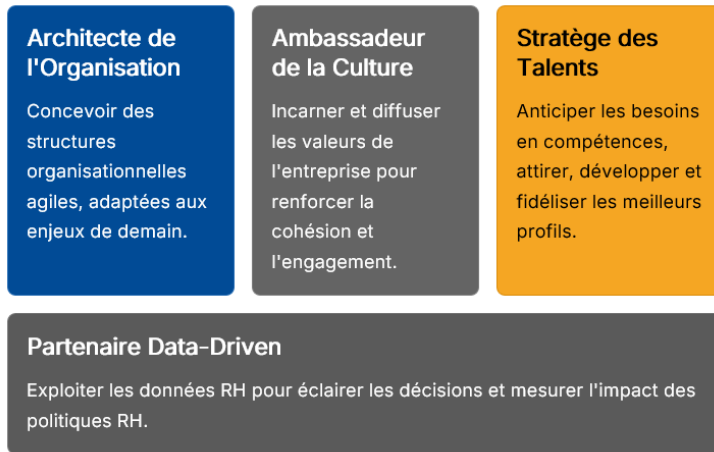 Architecte de
l'Organisation
Concevoir des
structures
organisationnelles
agiles, adaptées aux
enjeux de demain.
Ambassadeur
de la Culture
Incarner et diffuser
les valeurs de
l'entreprise pour
renforcer la
cohésion et
l'engagement.
Stratège des
Talents
Anticiper les besoins
en compétences,
attirer, développer et
fidéliser les meilleurs
profils.
Partenaire Data-Driven
Exploiter les données RH pour éclairer les décisions et mesurer l'impact des
politiques RH.